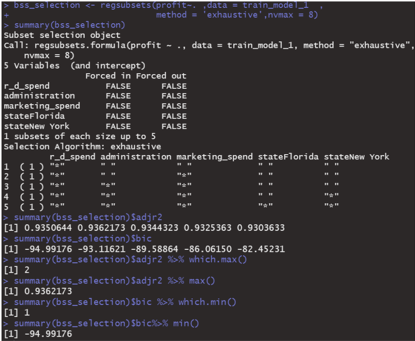 > bss_selection <- regsubsets(profit~. ,data = train_model_1  ,
+                             method = 'exhaustive',nvmax = 8)
> summary(bss_selection)
Subset selection object
Call: regsubsets.formula(profit ~ ., data = train_model_1, method = "exhaustive",
    nvmax = 8)
5 Variables  (and intercept)
                Forced in Forced out
r_d_spend           FALSE      FALSE
administration      FALSE      FALSE
marketing_spend     FALSE      FALSE
stateFlorida        FALSE      FALSE
stateNew York       FALSE      FALSE
1 subsets of each size up to 5
Selection Algorithm: exhaustive
         r_d_spend administration marketing_spend stateFlorida stateNew York
1  ( 1 ) "*"       " "            " "             " "          " "
2  ( 1 ) "*"       " "            "*"             " "          " "
3  ( 1 ) "*"       "*"            "*"             " "          " "
4  ( 1 ) "*"       "*"            "*"             " "          "*"
5  ( 1 ) "*"       "*"            "*"             "*"          "*"
> summary(bss_selection)$adjr2
[1] 0.9350644 0.9362173 0.9344323 0.9325363 0.9303633
> summary(bss_selection)$bic
[1] -94.99176 -93.11621 -89.58864 -86.06150 -82.45231
> summary(bss_selection)$adjr2 %>% which.max()
[1] 2
> summary(bss_selection)$adjr2 %>% max()
[1] 0.9362173
> summary(bss_selection)$bic %>% which.min()
[1] 1
> summary(bss_selection)$bic%>% min()
[1] -94.99176